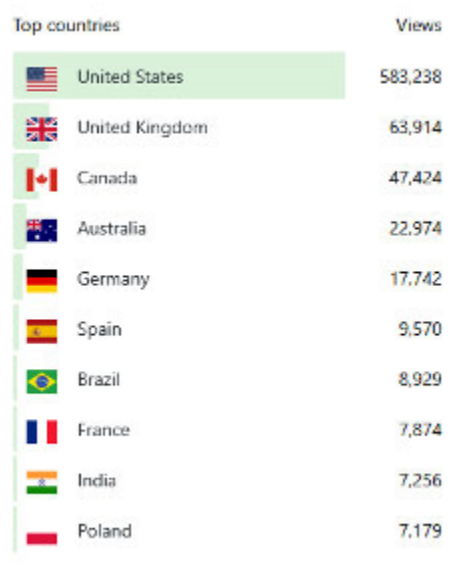 Top countries Views
United States 583,238
United Kingdom 63,914
Canada 47,424
Australia 22,974
Germany 17,742
Spain 9,570
Brazil 8,929
France 7,874
India 7,256
Poland 7,179